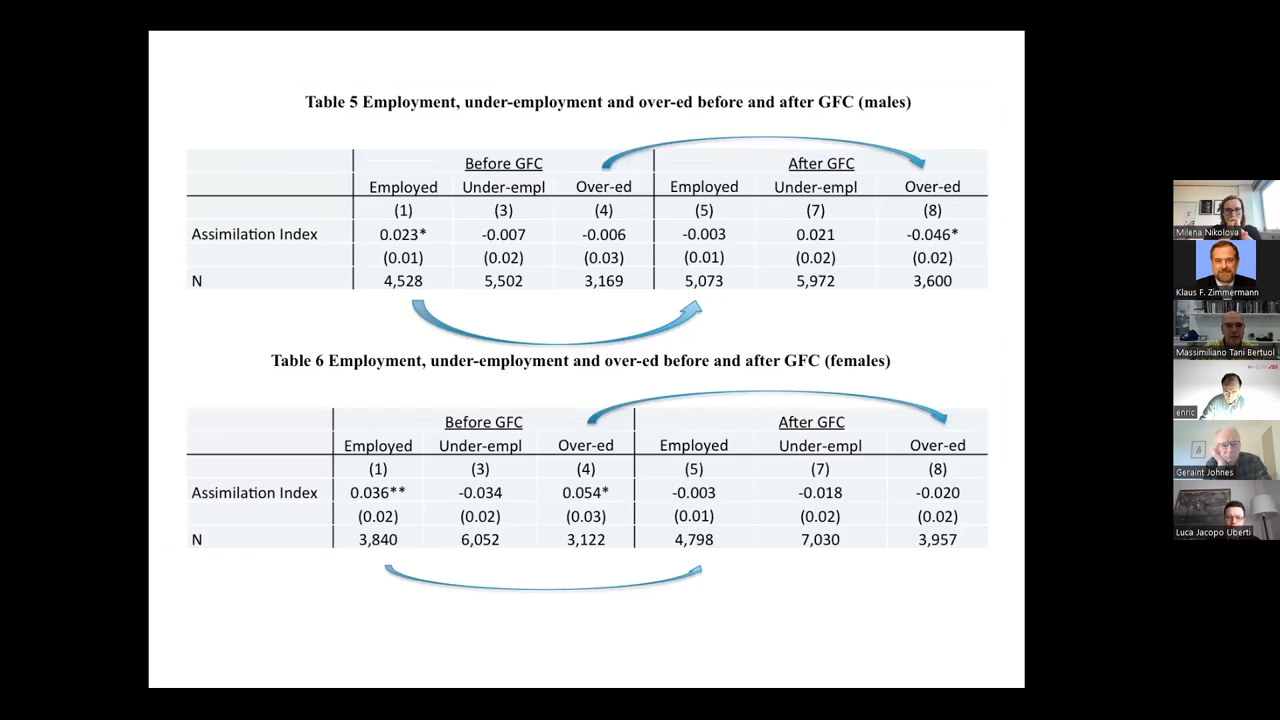 Table 5 Employment, under-employment and over-ed before and after GFC (males)
Before GFC After GFC
Employed Under-empl Over-ed Employed Under-empl Over-ed
(1) (3) (4) (5) (7) (8)
Assimilation Index 0.023* -0.007 -0.006 -0.003 0.021 -0.046*
(0.01) (0.02) (0.03) (0.01) (0.02) (0.02)
N 4,528 5,502 3,169 5,073 5,972 3,600
Table 6 Employment, under-employment and over-ed before and after GFC (females)
Before GFC After GFC
Employed Under-empl Over-ed Employed Under-empl Over-ed
(1) (3) (4) (5) (7) (8)
Assimilation Index 0.036** -0.034 0.054* -0.003 -0.018 -0.020
(0.02) (0.02) (0.03) (0.01) (0.02) (0.02)
N 3,840 6,052 3,122 4,798 7,030 3,957
Milena Nikolova
Klaus F. Zimmermann
Massimiliano Tani Bertuol
enric
Geraint Johnes
Luca Jacopo Uberti